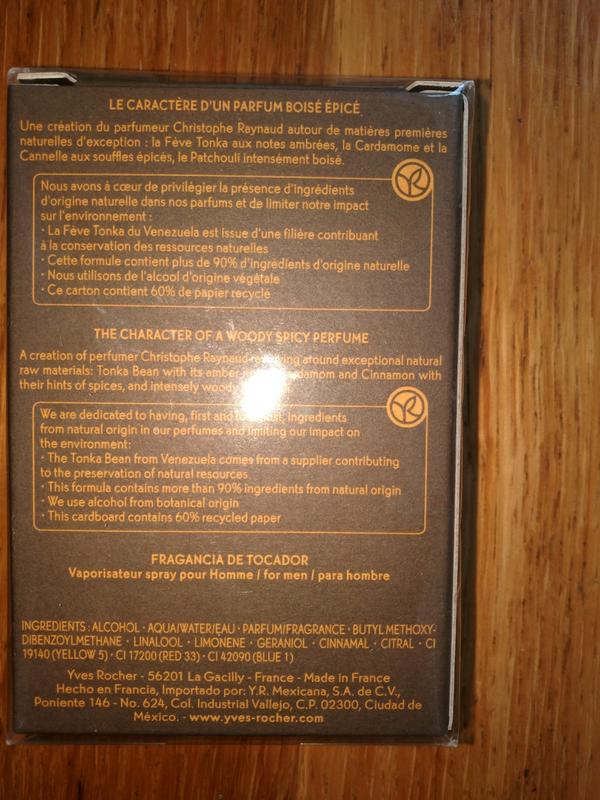 LE CARACTÈRE D'UN PARFUM BOISÉ ÉPICÉ
Une création du parfumeur Christophe Raynaud autour de matières premières
naturelles d'exception : la Fève Tonka aux notes ambrées, la Cardamome et la
Cannelle aux souffles épicés, le Patchouli intensément boisé.
Nous avons à cœur de privilégier la présence d'ingrédients
d'origine naturelle dans nos parfums et de limiter notre impact
sur l'environnement :
• La Fève Tonka du Venezuela est issue d'une filière contribuant
à la conservation des ressources naturelles
• Cette formule contient plus de 90% d'ingrédients d'origine naturelle
• Nous utilisons de l'alcool d'origine végétale
• Ce carton contient 60% de papier recyclé
THE CHARACTER OF A WOODY SPICY PERFUME
A creation of perfumer Christophe Raynaud around exceptional natural
raw materials: Tonka Bean with its amber and Cinnamon with
their hints of spices, and intensely woody
We are dedicated to having, first and ingredients
from natural origin in our perfumes and limiting our impact on
the environment:
• The Tonka Bean from Venezuela comes from a supplier contributing
to the preservation of natural resources
• This formula contains more than 90% ingredients from natural origin
• We use alcohol from botanical origin
• This cardboard contains 60% recycled paper
FRAGANCIA DE TOCADOR
Vaporisateur spray pour Homme / for men / para hombre
INGREDIENTS : ALCOHOL • AQUA/WATER/EAU • PARFUM/FRAGRANCE • BUTYL METHOXY-
DIBENZOYLMETHANE • LINALOOL • LIMONENE • GERANIOL • CINNAMAL • CITRAL • CI
19140 (YELLOW 5) • CI 17200 (RED 33) • CI 42090 (BLUE 1)
Yves Rocher - 56201 La Gacilly - France - Made in France
Hecho en Francia, Importado por: Y.R. Mexicana, S.A. de C.V.,
Poniente 146 - No. 624, Col. Industrial Vallejo, C.P. 02300, Ciudad de
México. - www.yves-rocher.com